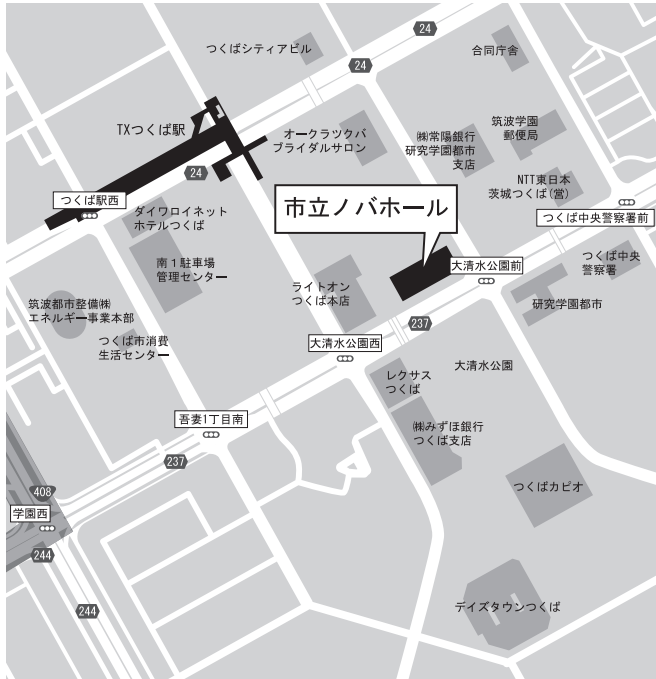 24
つくばシティアビル
24
合同庁舎
TXつくば駅
オークラツクバ
ブライダルサロン
㈱常陽銀行
研究学園都市
支店
筑波学園
郵便局
24
NTT東日本
茨城つくば(営)
つくば駅西
ダイワロイネット
ホテルつくば
市立ノバホール
つくば中央警察署前
南1駐車場
管理センター
大清水公園前
つくば中央
警察署
ライトオン
つくば本店
筑波都市整備㈱
エネルギー事業本部
研究学園都市
237
つくば市消費
生活センター
大清水公園西
レクサス
つくば
大清水公園
吾妻1丁目南
㈱みずほ銀行
つくば支店
237
408
つくばカピオ
学園西
244
デイズタウンつくば
244